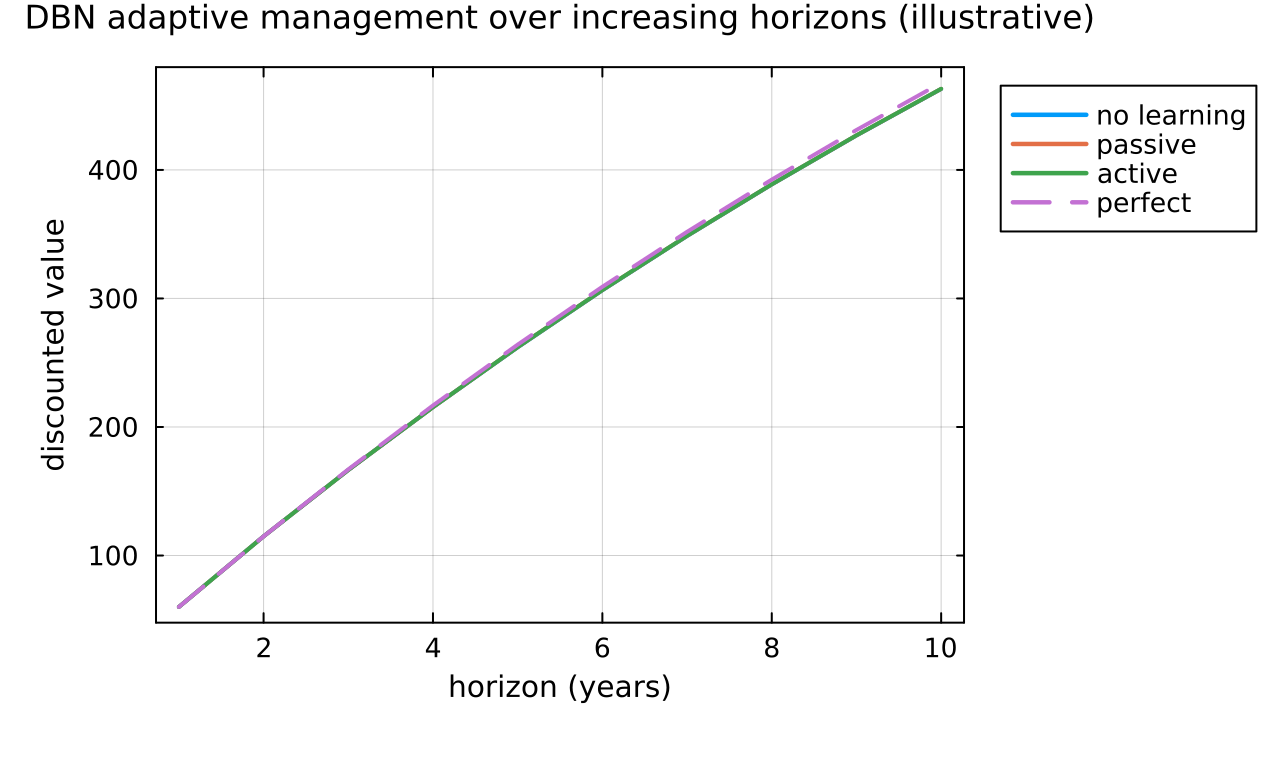 DBN adaptive management over increasing horizons (illustrative)
no learning
passive
active
perfect
discounted value
400
300
200
100
2 4 6 8 10
horizon (years)